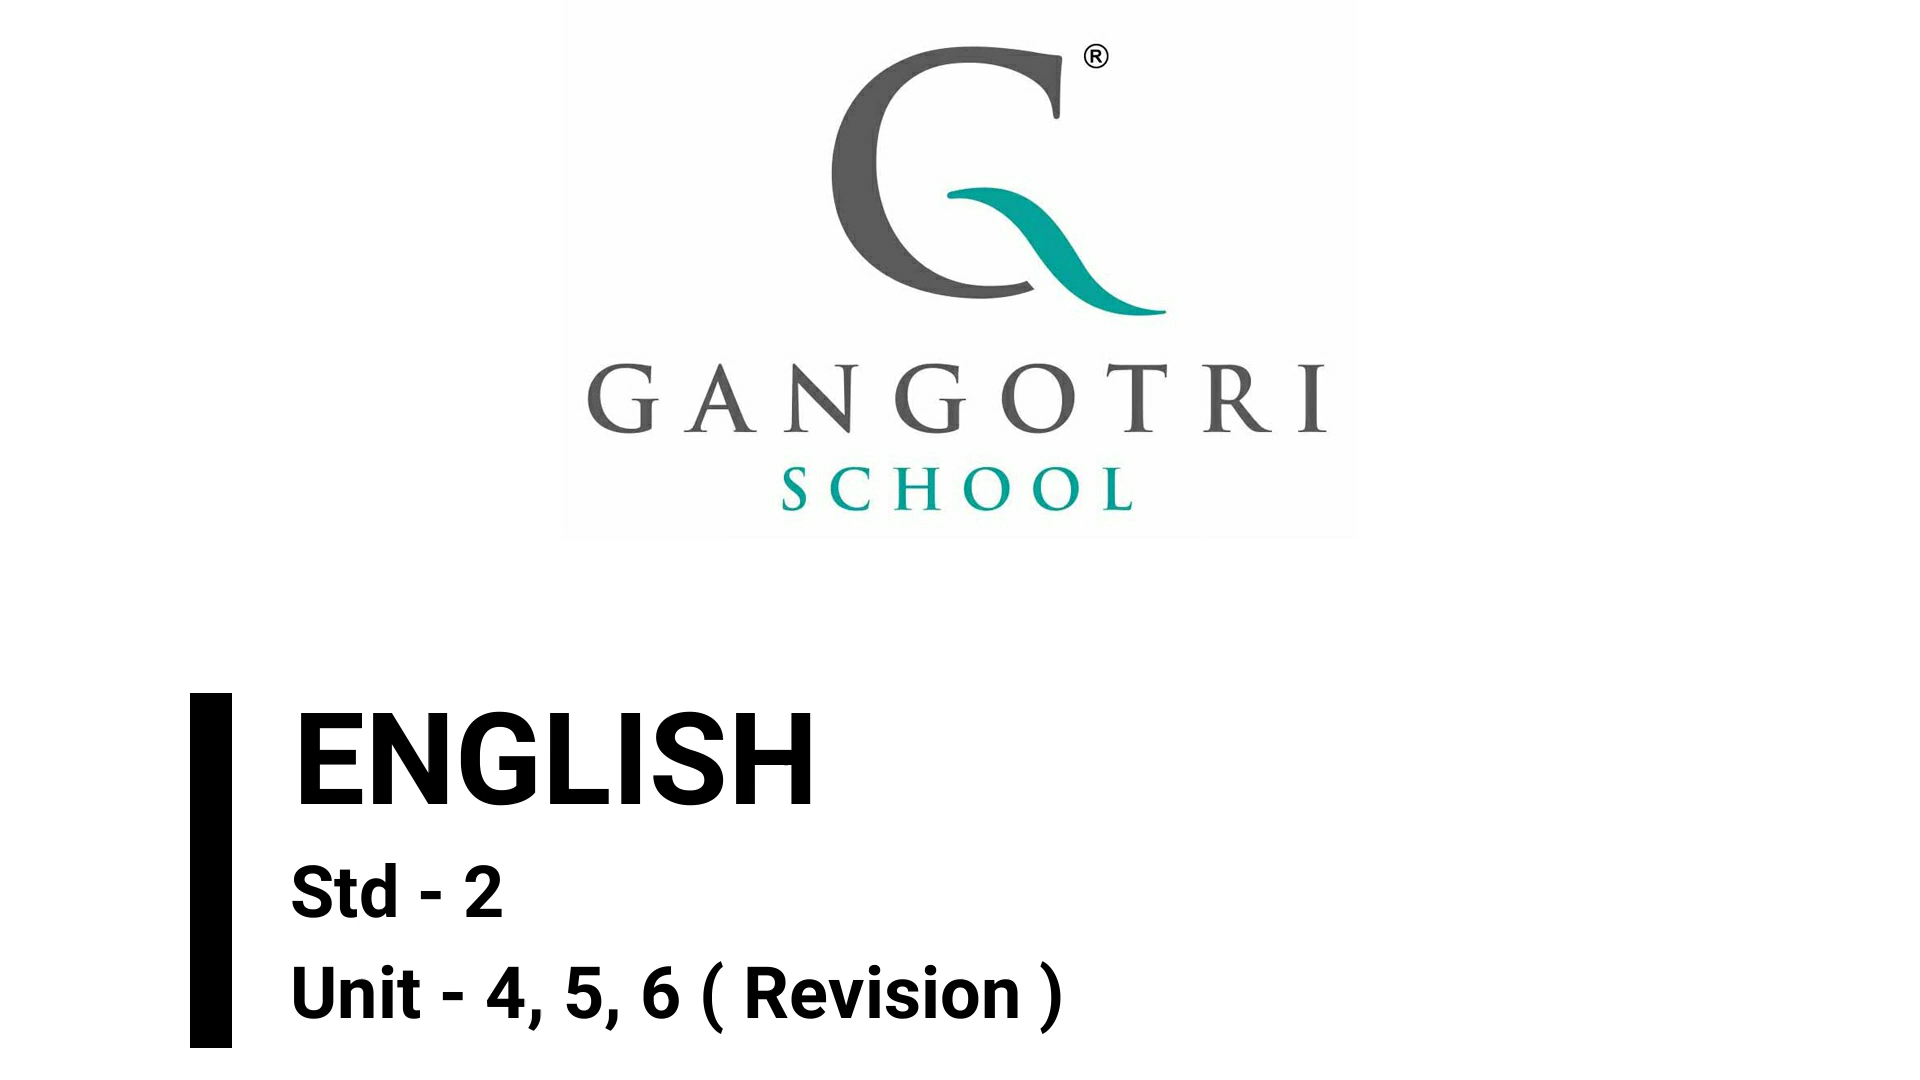 ®
GANGOTRI
SCHOOL
ENGLISH
Std - 2
Unit - 4, 5, 6 ( Revision )